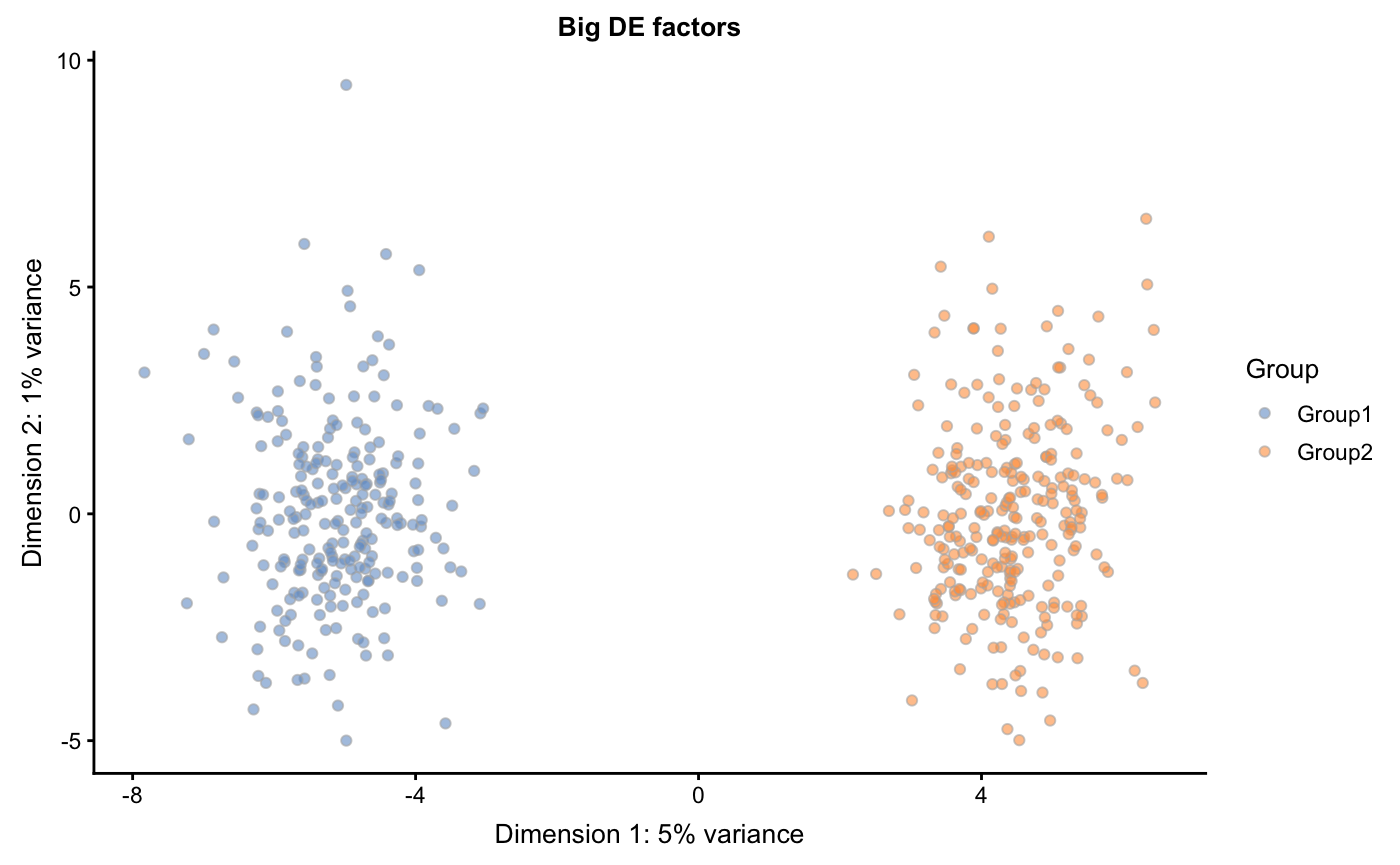 Big DE factors
10
5
0
-5
Dimension 2: 1% variance
-8
-4
0
4
Dimension 1: 5% variance
Group
Group1
Group2